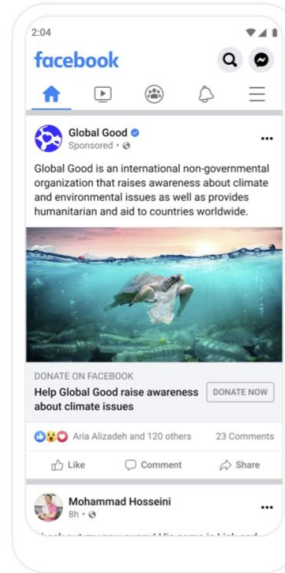 2:04
facebook
Global Good
Sponsored •
Global Good is an international non-governmental
organization that raises awareness about climate
and environmental issues as well as provides
humanitarian and aid to countries worldwide.
DONATE ON FACEBOOK
Help Global Good raise awareness
about climate issues
DONATE NOW
Aria Alizadeh and 120 others
23 Comments
Like
Comment
Share
Mohammad Hosseini
8h •